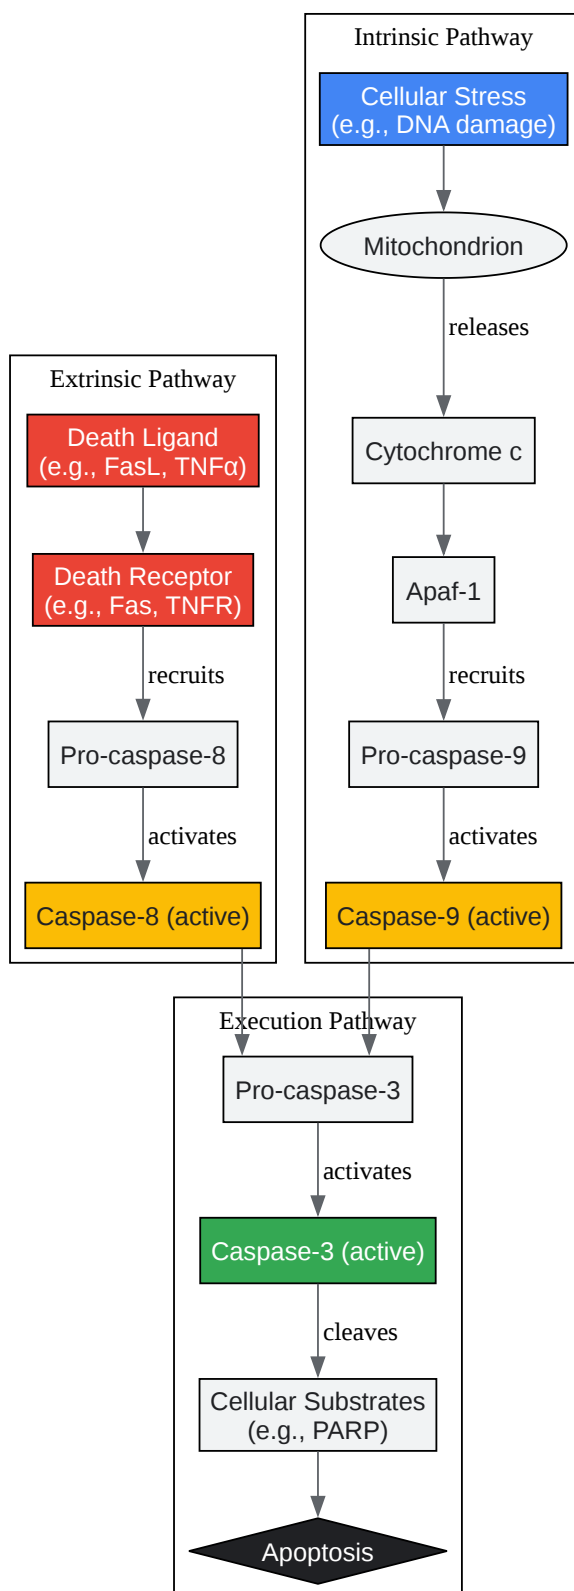 Intrinsic Pathway
Cellular Stress
(e.g., DNA damage)
Mitochondrion
releases
Cytochrome c
Apaf-1
recruits
Pro-caspase-9
activates
Caspase-9 (active)
Extrinsic Pathway
Death Ligand
(e.g., FasL, TNFα)
Death Receptor
(e.g., Fas, TNFR)
recruits
Pro-caspase-8
activates
Caspase-8 (active)
Execution Pathway
Pro-caspase-3
activates
Caspase-3 (active)
cleaves
Cellular Substrates
(e.g., PARP)
Apoptosis